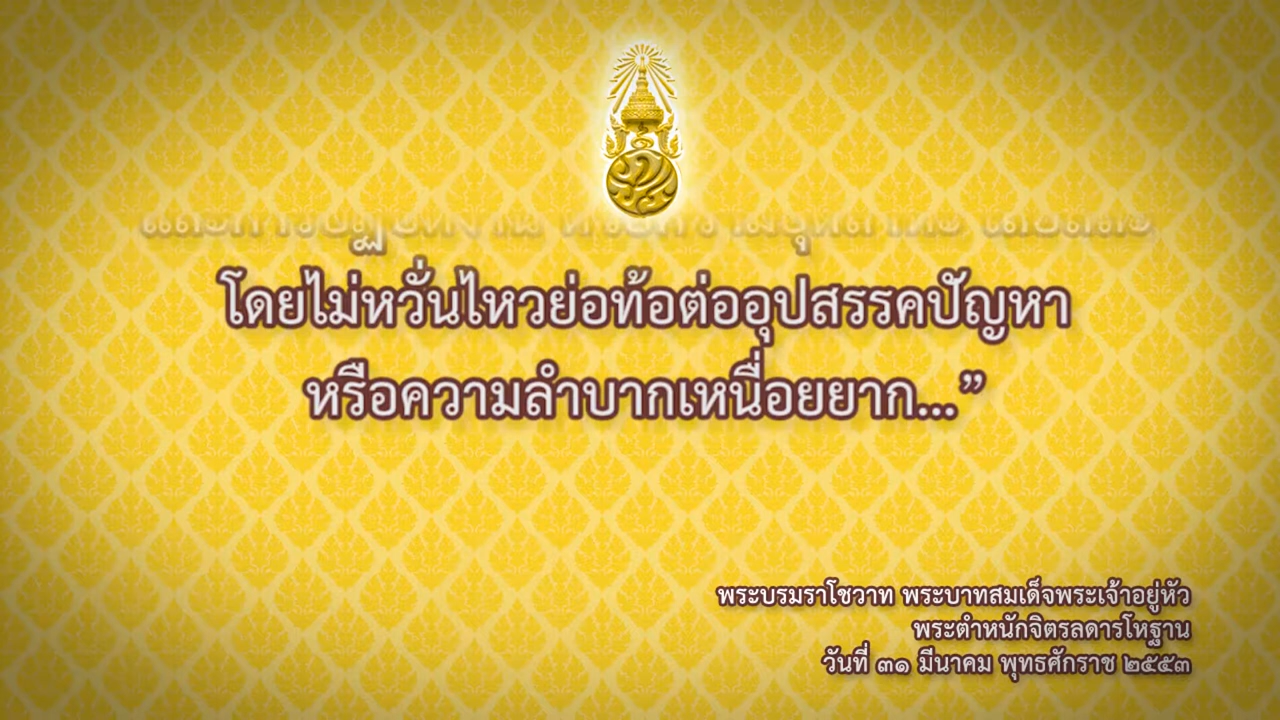 โดยไม่หวั่นไหวย่อท้อต่ออุปสรรคปัญหา
หรือความลำบากเหนื่อยยาก...”
พระบรมราโชวาท พระบาทสมเด็จพระเจ้าอยู่หัว
พระตำหนักจิตรลดารโหฐาน
วันที่ ๓๑ มีนาคม พุทธศักราช ๒๕๕๓